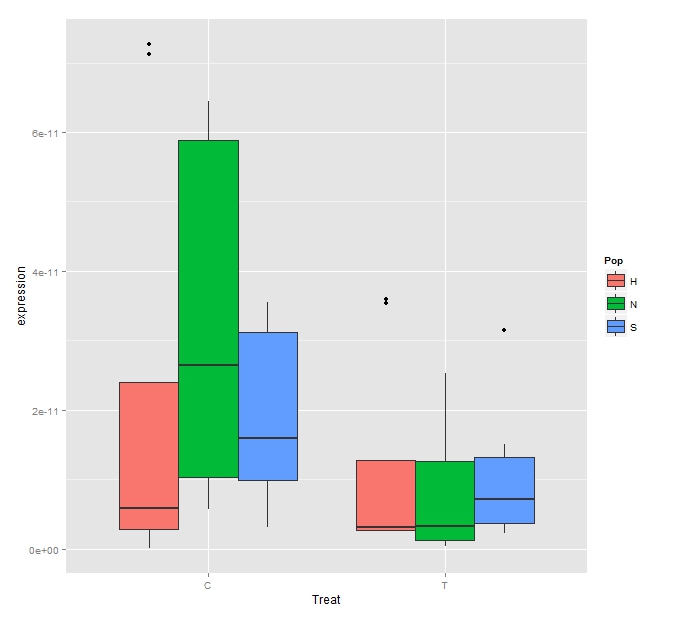 6e-11
4e-11
2e-11
0e+00
expression
C
T
Treat
Pop
H
N
S